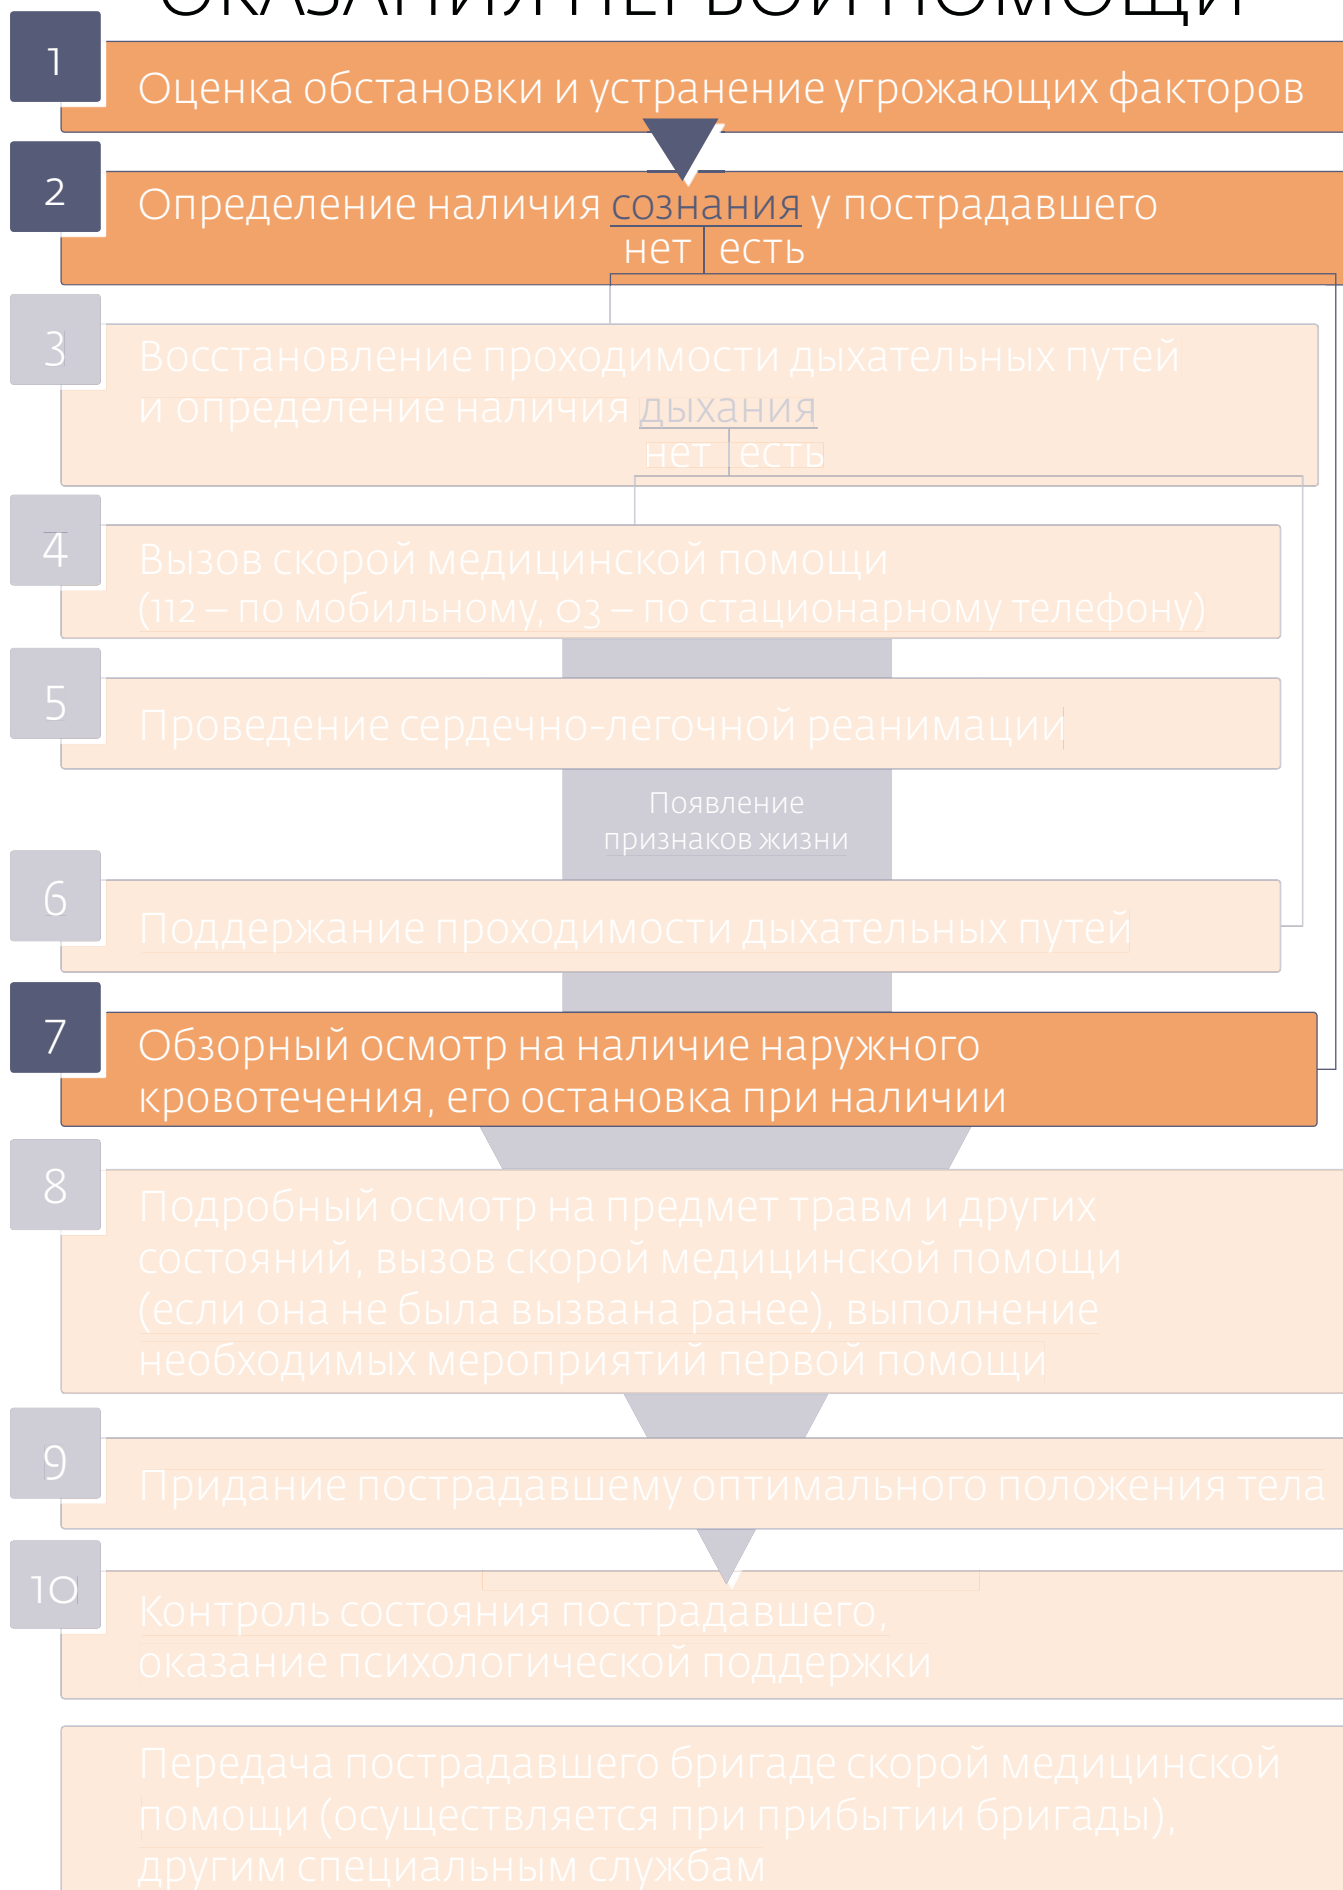 ОКАЗАНИЯ ПЕРВОЙ ПОМОЩИ
1
Оценка обстановки и устранение угрожающих факторов
2
Определение наличия сознания у пострадавшего
нет есть
3
Восстановление проходимости дыхательных путей
и определение наличия дыхания
нет есть
4
Вызов скорой медицинской помощи
(112 – по мобильному, 03 – по стационарному телефону)
5
Проведение сердечно-легочной реанимации
Появление
признаков жизни
6
Поддержание проходимости дыхательных путей
7
Обзорный осмотр на наличие наружного
кровотечения, его остановка при наличии
8
Подробный осмотр на предмет травм и других
состояний, вызов скорой медицинской помощи
(если она не была вызвана ранее), выполнение
необходимых мероприятий первой помощи
9
Придание пострадавшему оптимального положения тела
10
Контроль состояния пострадавшего,
оказание психологической поддержки
Передача пострадавшего бригаде скорой медицинской
помощи (осуществляется при прибытии бригады),
другим специальным службам